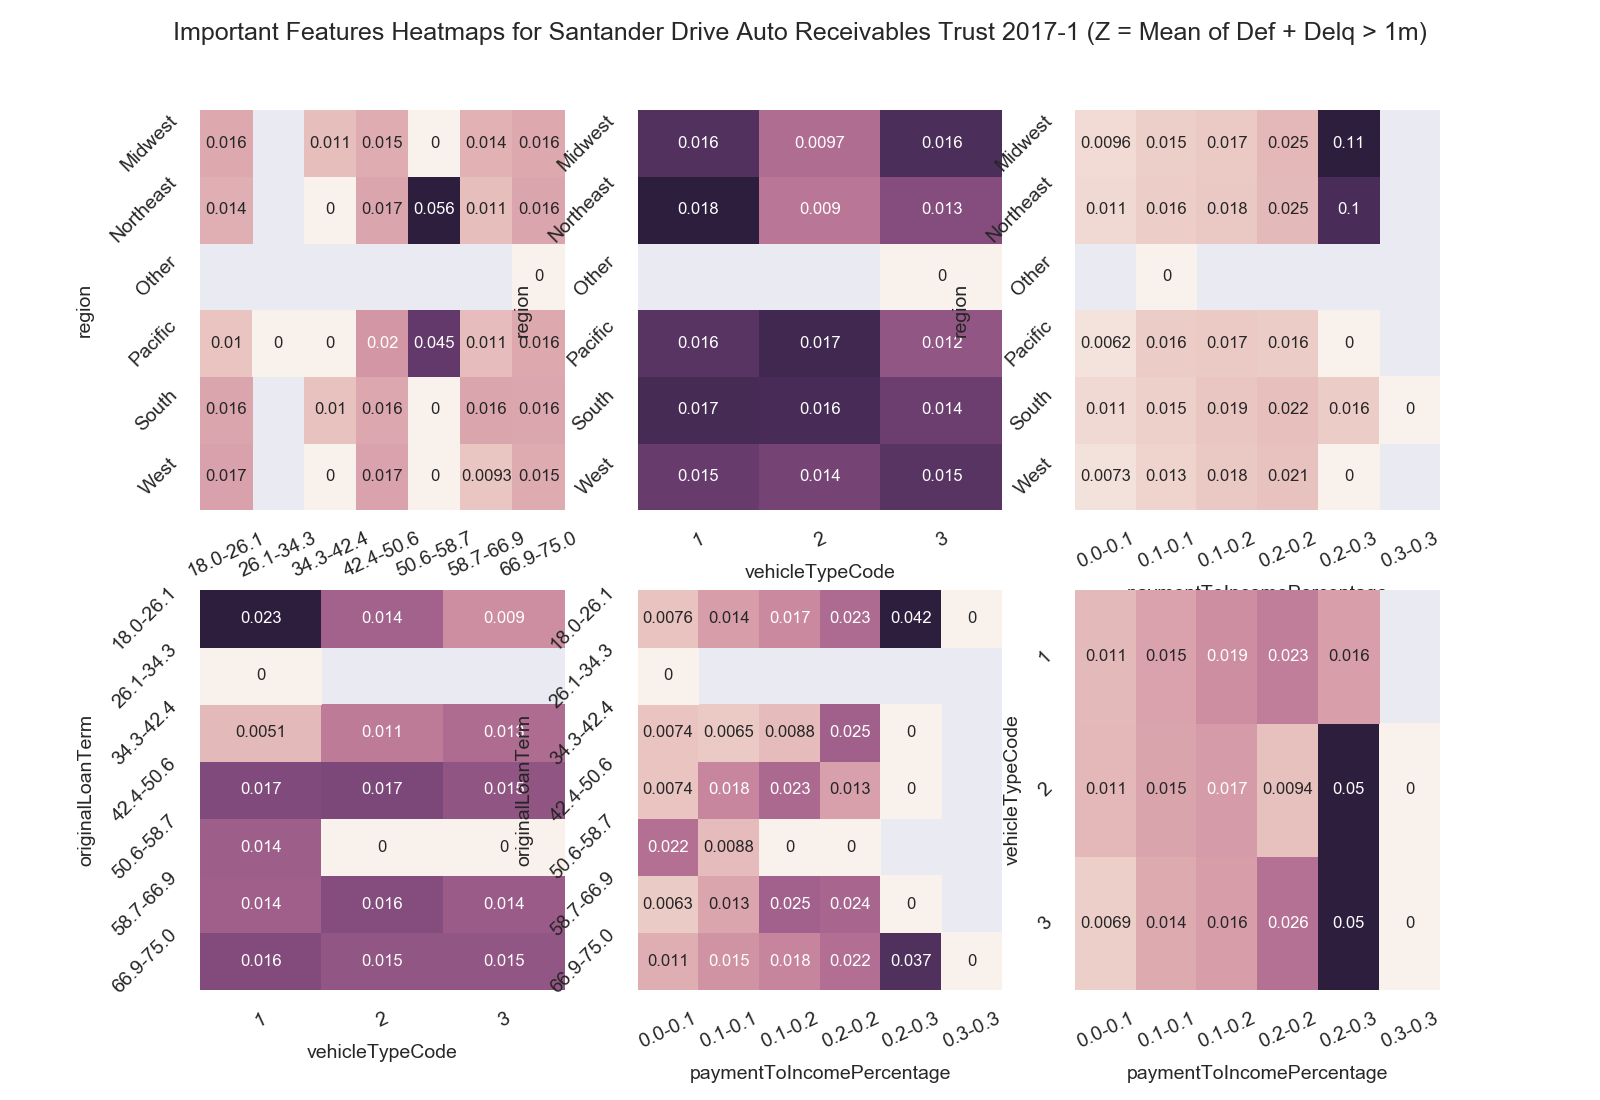 Important Features Heatmaps for Santander Drive Auto Receivables Trust 2017-1 (Z = Mean of Def + Delq > 1m)
region
Midwest 0.016 0.011 0.015 0 0.014 0.016
Northeast 0.014 0 0.017 0.056 0.011 0.016
Other 0
Pacific 0.01 0 0 0.02 0.045 0.011 0.016
South 0.016 0.01 0.016 0 0.016 0.016
West 0.017 0 0.017 0 0.0093 0.015
18.0-26.1 26.1-34.3 34.3-42.4 42.4-50.6 50.6-58.7 58.7-66.9 66.9-75.0
region
Midwest 0.016 0.0097 0.016
Northeast 0.018 0.009 0.013
Other 0
Pacific 0.016 0.017 0.012
South 0.017 0.016 0.014
West 0.015 0.014 0.015
1 2 3
vehicleTypeCode
region
Midwest 0.0096 0.015 0.017 0.025 0.11
Northeast 0.011 0.016 0.018 0.025 0.1
Other 0
Pacific 0.0062 0.016 0.017 0.016 0
South 0.011 0.015 0.019 0.022 0.016 0
West 0.0073 0.013 0.018 0.021 0
0.0-0.1 0.1-0.1 0.1-0.2 0.2-0.2 0.2-0.3 0.3-0.3
paymentToIncomePercentage
originalLoanTerm
18.0-26.1 0.023 0.014 0.009
26.1-34.3 0
34.3-42.4 0.0051 0.011 0.013
42.4-50.6 0.017 0.017 0.015
50.6-58.7 0.014 0 0
58.7-66.9 0.014 0.016 0.014
66.9-75.0 0.016 0.015 0.015
1 2 3
vehicleTypeCode
originalLoanTerm
18.0-26.1 0.0076 0.014 0.017 0.023 0.042 0
26.1-34.3 0
34.3-42.4 0.0074 0.0065 0.0088 0.025 0
42.4-50.6 0.0074 0.018 0.023 0.013 0
50.6-58.7 0.022 0.0088 0 0
58.7-66.9 0.0063 0.013 0.025 0.024 0
66.9-75.0 0.011 0.015 0.018 0.022 0.037 0
0.0-0.1 0.1-0.1 0.1-0.2 0.2-0.2 0.2-0.3 0.3-0.3
paymentToIncomePercentage
vehicleTypeCode
1 0.011 0.015 0.019 0.023 0.016
2 0.011 0.015 0.017 0.0094 0.05 0
3 0.0069 0.014 0.016 0.026 0.05 0
0.0-0.1 0.1-0.1 0.1-0.2 0.2-0.2 0.2-0.3 0.3-0.3
paymentToIncomePercentage